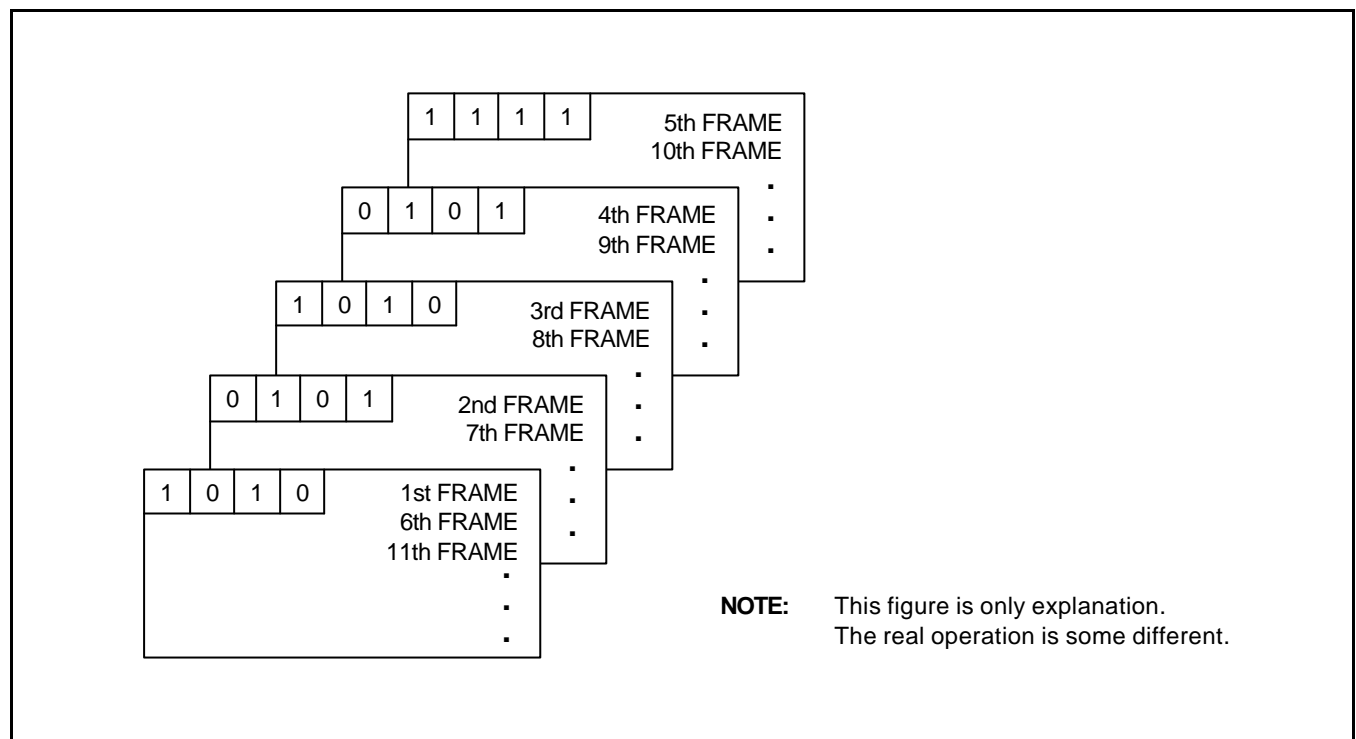 1 1 1 1
5th FRAME
10th FRAME
0 1 0 1
4th FRAME
9th FRAME
1 0 1 0
3rd FRAME
8th FRAME
0 1 0 1
2nd FRAME
7th FRAME
1 0 1 0
1st FRAME
6th FRAME
11th FRAME
NOTE: This figure is only explanation.
The real operation is some different.